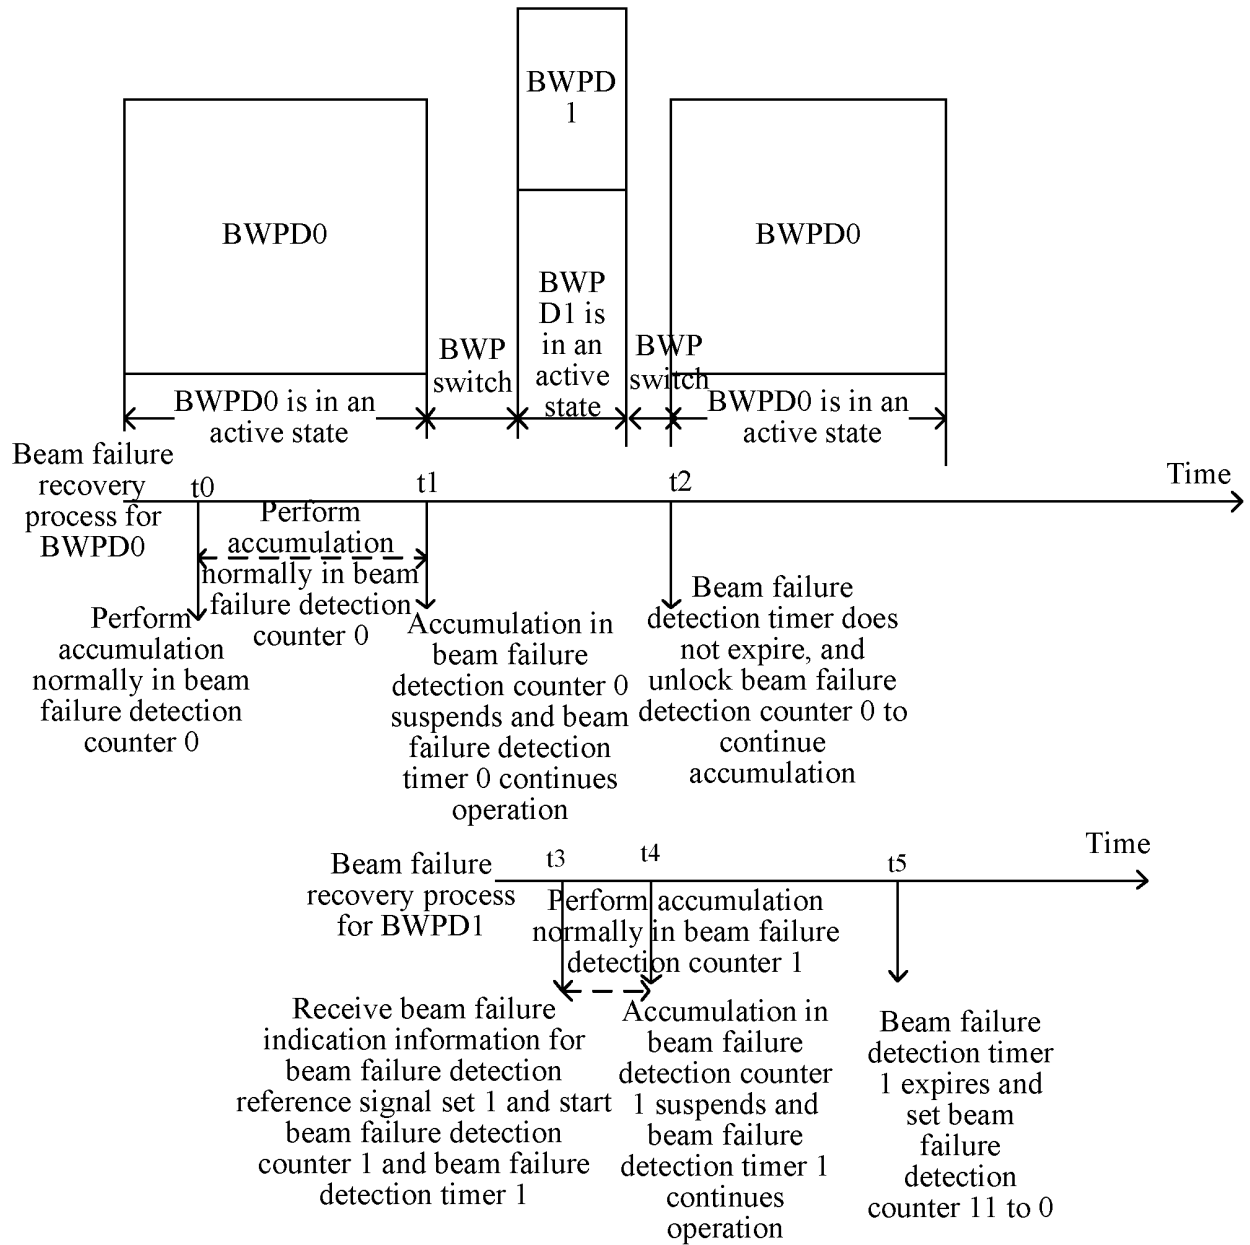 BWPD
1
BWPD0
BWPD0
BWP
D1 is
in an
active
state
BWP
switch
BWP
switch
BWPD0 is in an
active state
BWPD0 is in an
active state
Beam failure
recovery
process for
BWPD0
t0
t1
t2
Time
Perform
accumulation
normally in beam
failure detection
counter 0
Perform
accumulation
normally in beam
failure detection
counter 0
Accumulation in
beam failure
detection counter 0
suspends and beam
failure detection
timer 0 continues
operation
Beam failure
detection timer does
not expire, and
unlock beam failure
detection counter 0 to
continue
accumulation
Beam failure
recovery process
for BWPD1
t3
t4
t5
Time
Perform accumulation
normally in beam failure
detection counter 1
Receive beam failure
indication information for
beam failure detection
reference signal set 1 and start
beam failure detection
counter 1 and beam failure
detection timer 1
Accumulation in
beam failure
detection counter
1 suspends and
beam failure
detection timer 1
continues
operation
Beam failure
detection timer
1 expires and
set beam
failure
detection
counter 11 to 0